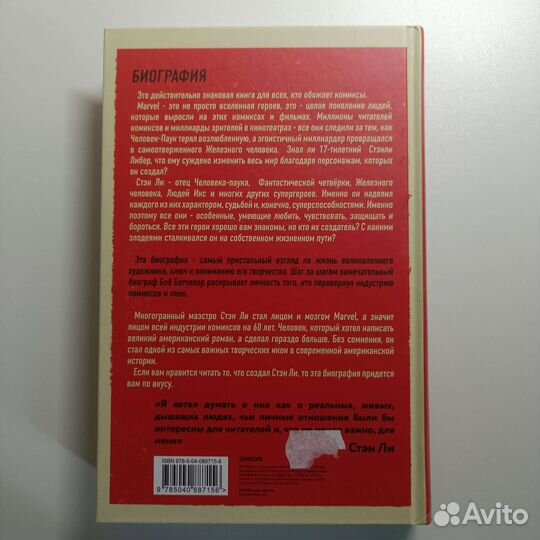 БИОГРАФИЯ
Это действительно знаковая книга для всех, кто обожает комиксы.
Marvel - это не просто вселенная героев, это - целое поколение людей,
которые выросли на этих комиксах и фильмах. Миллионы читателей
комиксов и миллиарды зрителей в кинотеатрах - все они следили за тем, как
Человек-Паук терял возлюбленную, а эгоистичный миллиардер превращался
в самоотверженного Железного человека. Знал ли 17-тилетний Стэнли
Либер, что ему суждено изменить весь мир благодаря персонажам, которых
он создал?
Стэн Ли - отец Человека-паука, Фантастической четвёрки, Железного
человека, Людей Икс и многих других супергероев. Именно он наделил
каждого из них характером, судьбой и, конечно, суперспособностями. Именно
поэтому все они - особенные, умеющие любить, чувствовать, защищать и
бороться. Все эти герои хорошо вам знакомы, но кто их создатель? С какими
злодеями сталкивался он на собственном жизненном пути?
Эта биография - самый пристальный взгляд на жизнь великолепного
художника, ключ к пониманию его творчества. Шаг за шагом замечательный
биограф Боб Батчелор раскрывает личность того, кто перевернул индустрию
комиксов и кино.
Многогранный маэстро Стэн Ли стал лицом и мозгом Marvel, а значит
лицом всей индустрии комиксов на 60 лет. Человек, который хотел написать
великий американский роман, а сделал гораздо больше. Без сомнения, он
стал одной из самых важных творческих икон в современной американской
истории.
Если вам нравится читать то, что создал Стэн Ли, то эта биография придется
вам по вкусу.
«Я хотел думать о них как о реальных, живых,
дышащих людях, чьи личные отношения были бы
интересны для читателей и, что не менее важно, для
меня»
Стэн Ли
ISBN 978-5-04-088715-6
9 785040 887156 >
БОМБОРА
Avito